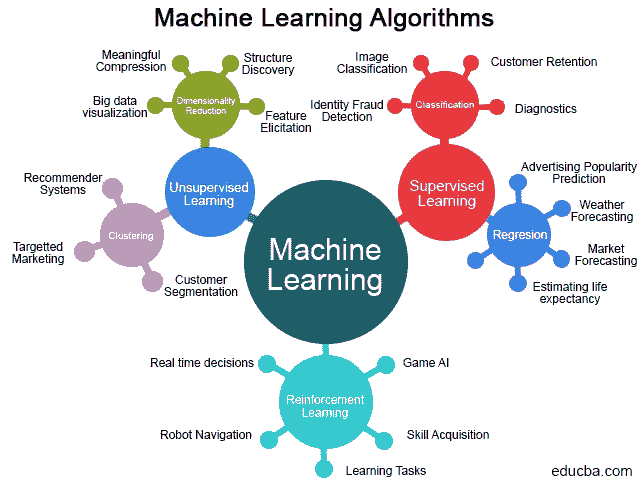 Machine Learning Algorithms
Meaningful
Compression
Structure
Discovery
Big data
visualization
Dimensionality
Reduction
Feature
Elicitation
Image
Classification
Customer Retention
Identity Fraud
Detection
Classification
Diagnostics
Recommender
Systems
Unsupervised
Learning
Supervised
Learning
Advertising Popularity
Prediction
Weather
Forecasting
Clustering
Regresion
Targetted
Marketing
Machine
Learning
Market
Forecasting
Customer
Segmentation
Estimating life
expectancy
Real time decisions
Game AI
Reinforcement
Learning
Robot Navigation
Skill Acquisition
Learning Tasks
educba.com